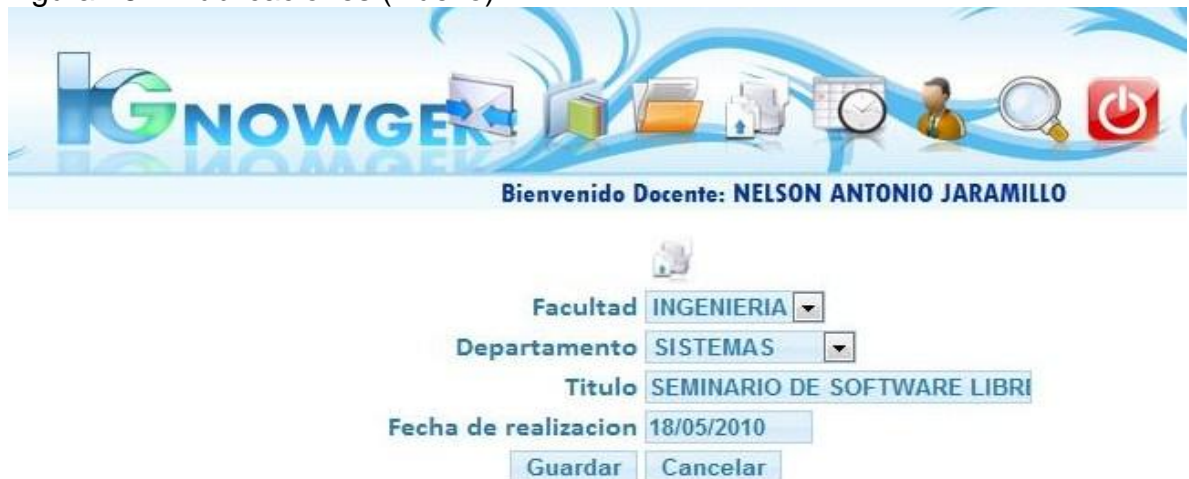 KGNOWGER
Bienvenido Docente: NELSON ANTONIO JARAMILLO
Facultad INGENIERIA
Departamento SISTEMAS
Titulo SEMINARIO DE SOFTWARE
Fecha de realizacion 18/05/2010
Guardar Cancelar